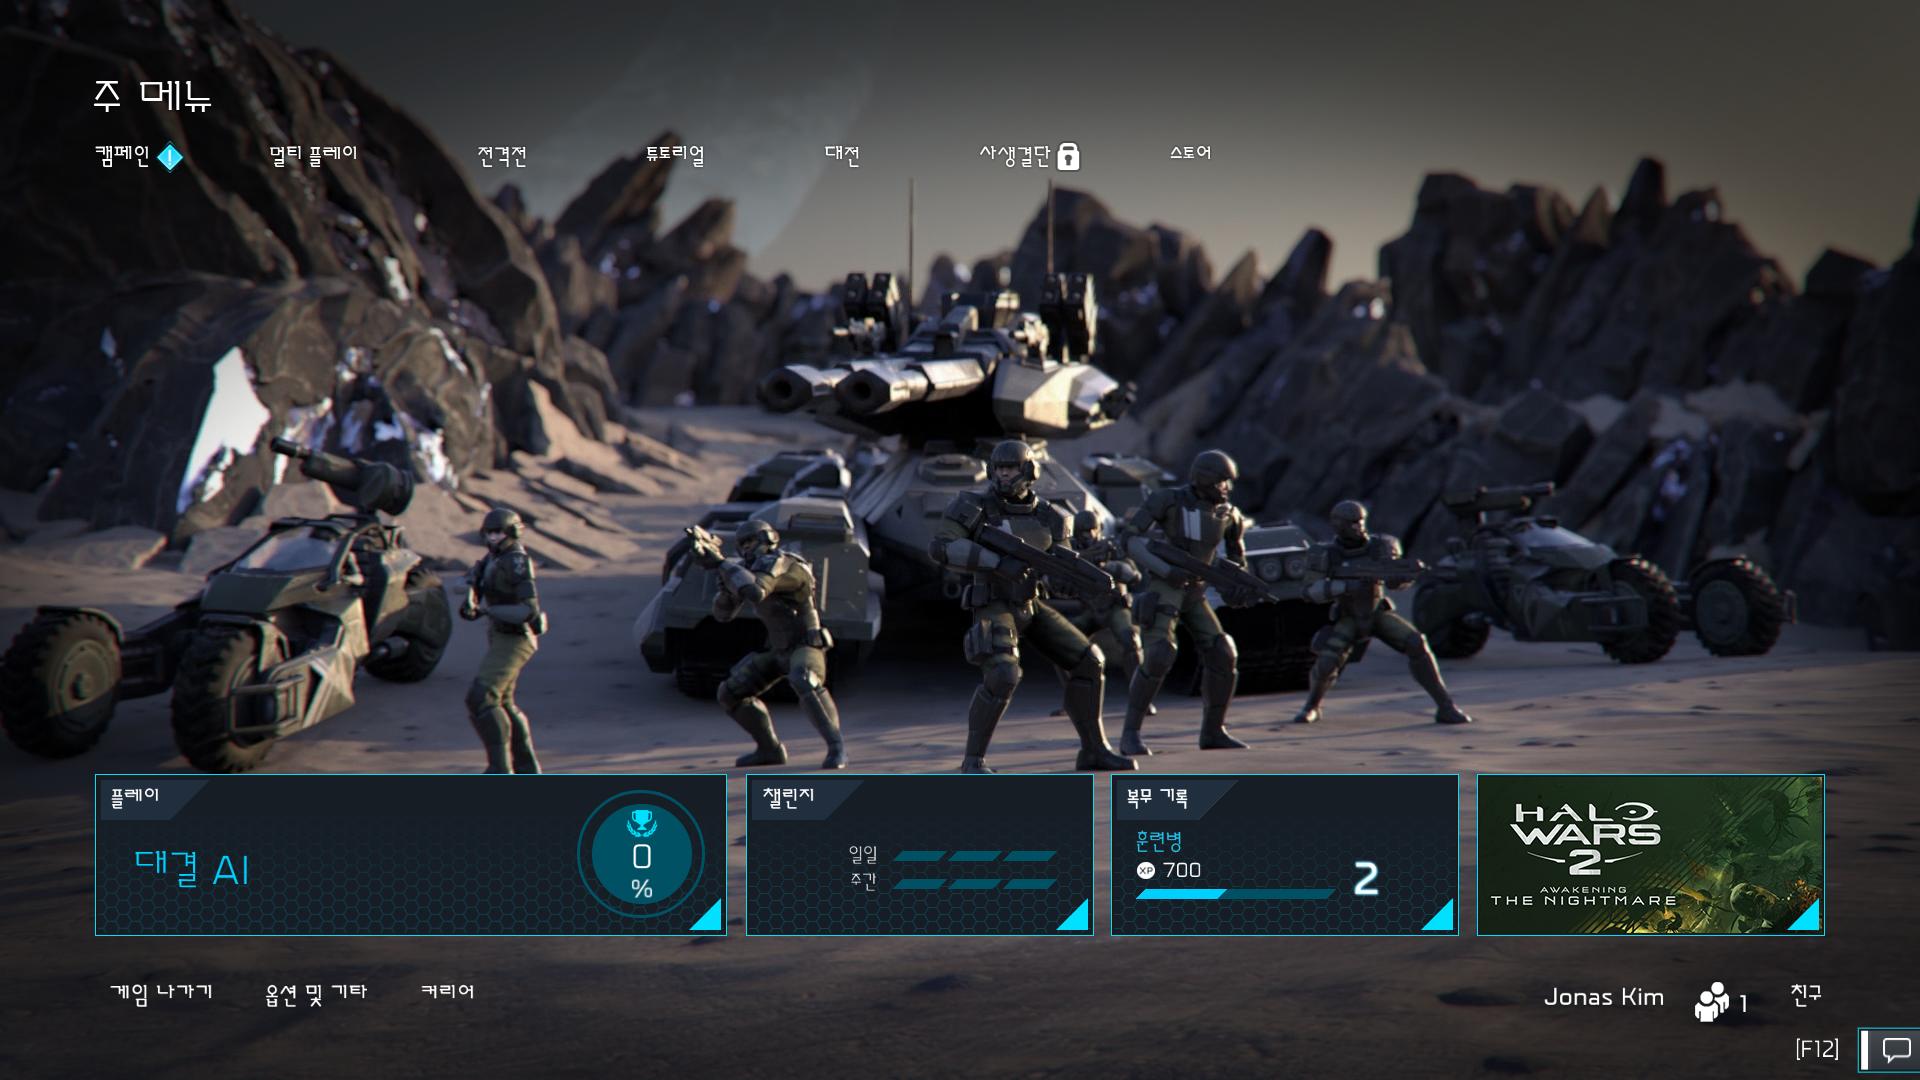 주 메뉴
캠페인 멀티 플레이 전격전 튜토리얼 대전 사생결단 스토어
플레이
대결 AI
0
%
챌린지
일일
주간
복무 기록
훈련병
XP 700
2
HALO
WARS
2
AWAKENING
THE NIGHTMARE
게임 나가기 옵션 및 기타 커리어
Jonas Kim 1 친구
[F12]